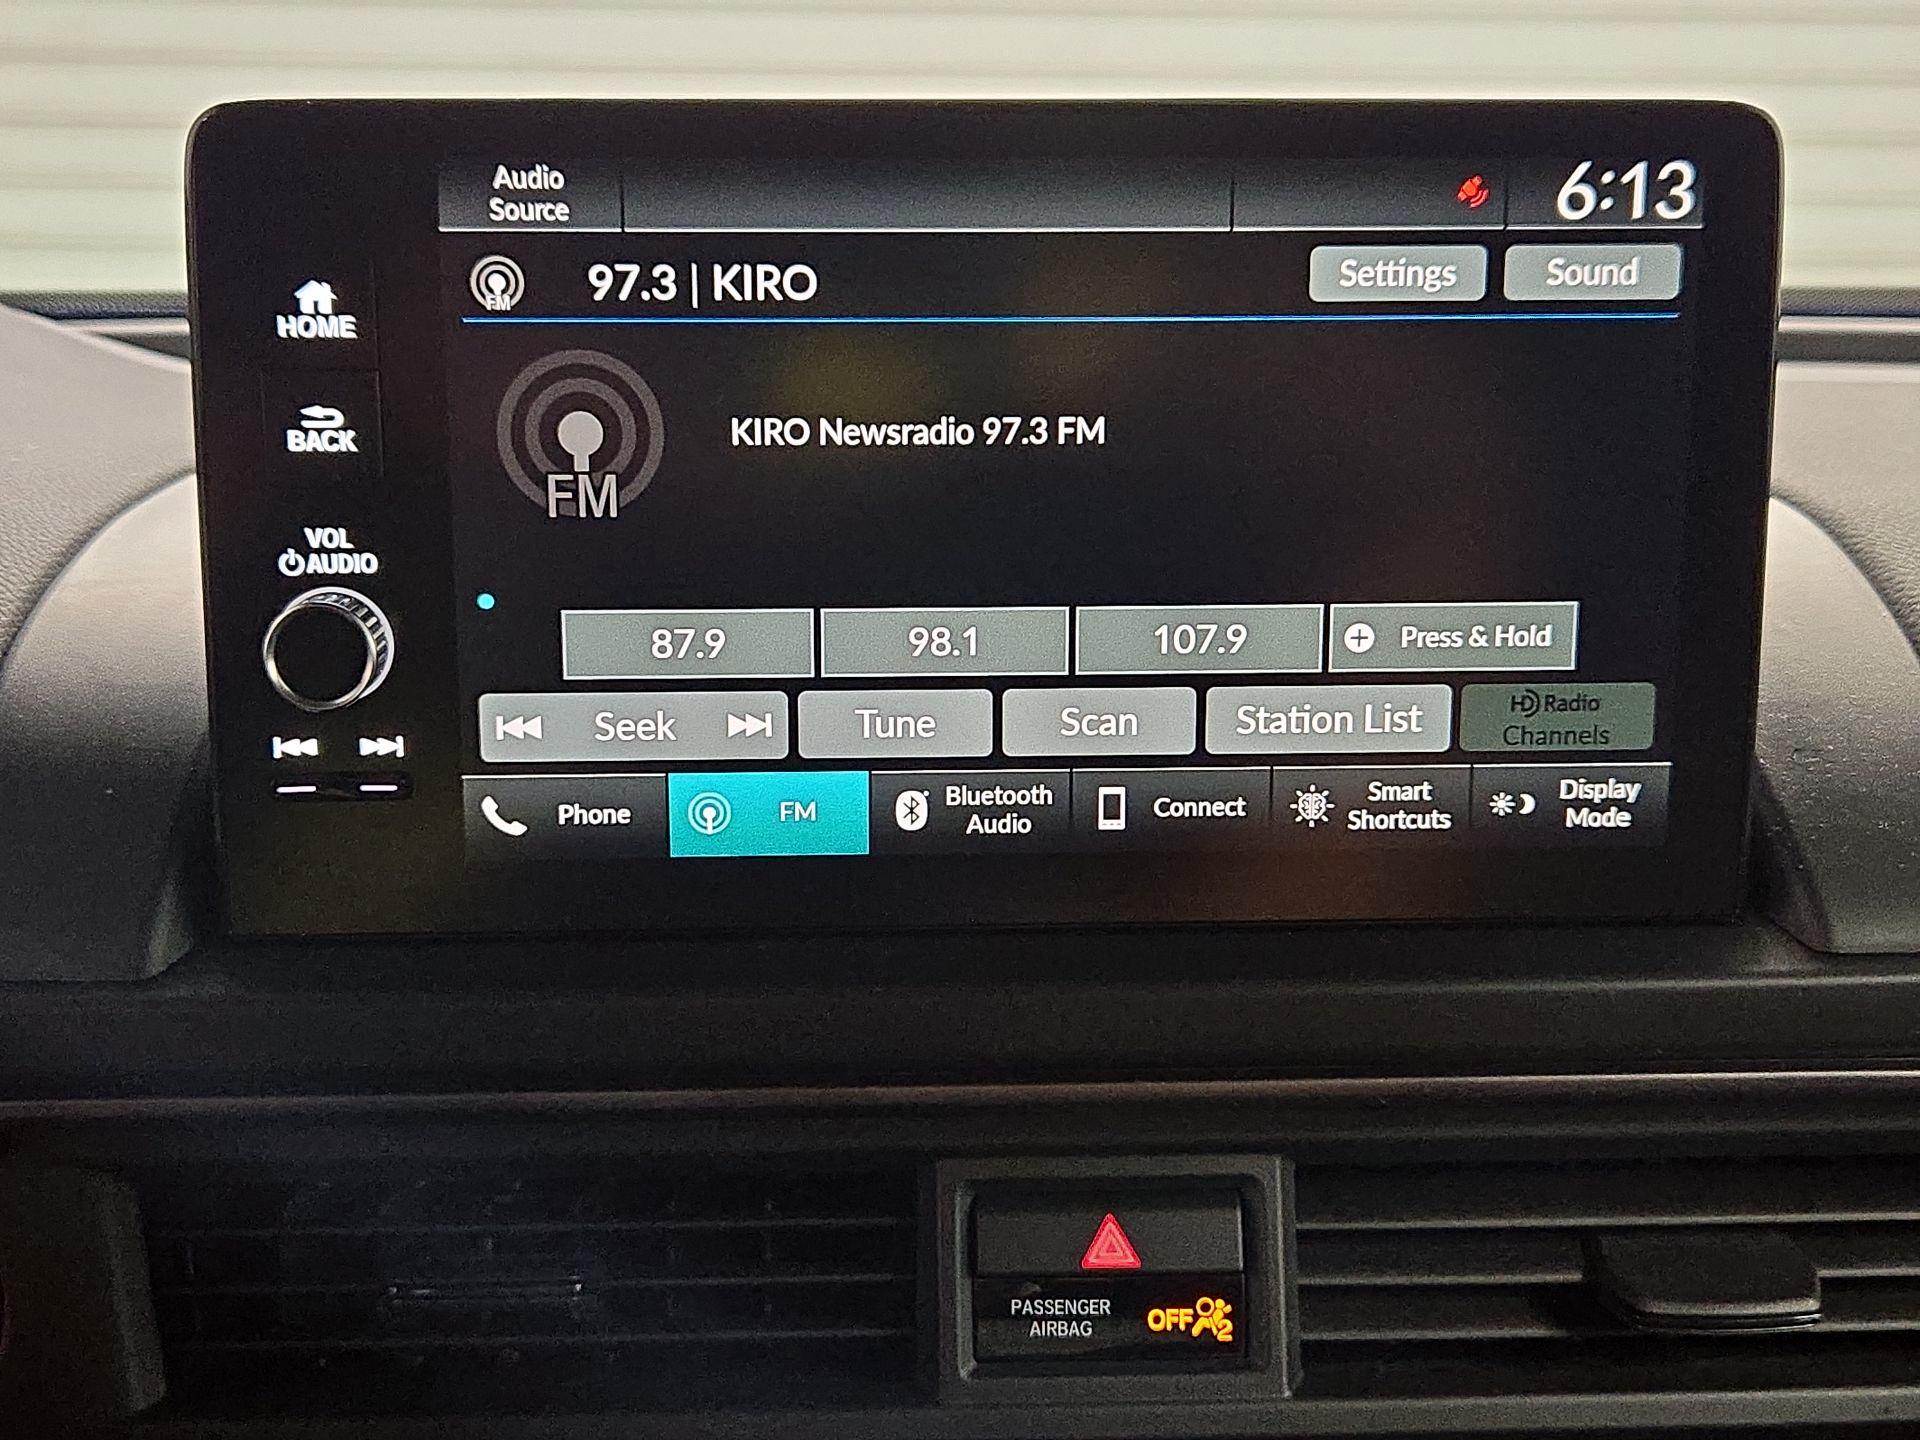 Audio
Source
6:13
FM
97.3 | KIRO
Settings
Sound
HOME
BACK
VOL
AUDIO
FM
KIRO Newsradio 97.3 FM
87.9
98.1
107.9
Press & Hold
Seek
Tune
Scan
Station List
HD Radio
Channels
Phone
FM
Bluetooth
Audio
Connect
Smart
Shortcuts
Display
Mode
PASSENGER
AIRBAG
OFF
2